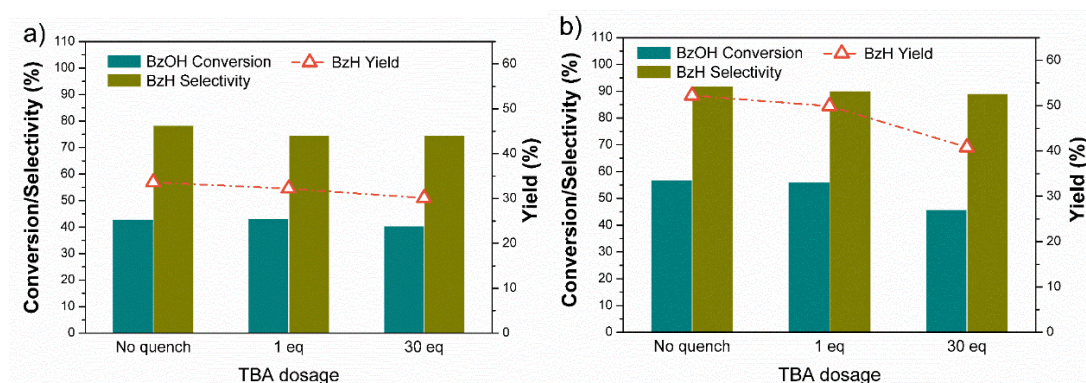 a)
BzOH Conversion
BzH Yield
BzH Selectivity
110
100
90
80
70
60
50
40
30
20
10
0
Conversion/Selectivity (%)
60
50
40
30
20
10
0
Yield (%)
No quench 1 eq 30 eq
TBA dosage
b)
BzOH Conversion
BzH Yield
BzH Selectivity
110
100
90
80
70
60
50
40
30
20
10
0
Conversion/Selectivity (%)
60
50
40
30
20
10
0
Yield (%)
No quench 1 eq 30 eq
TBA dosage